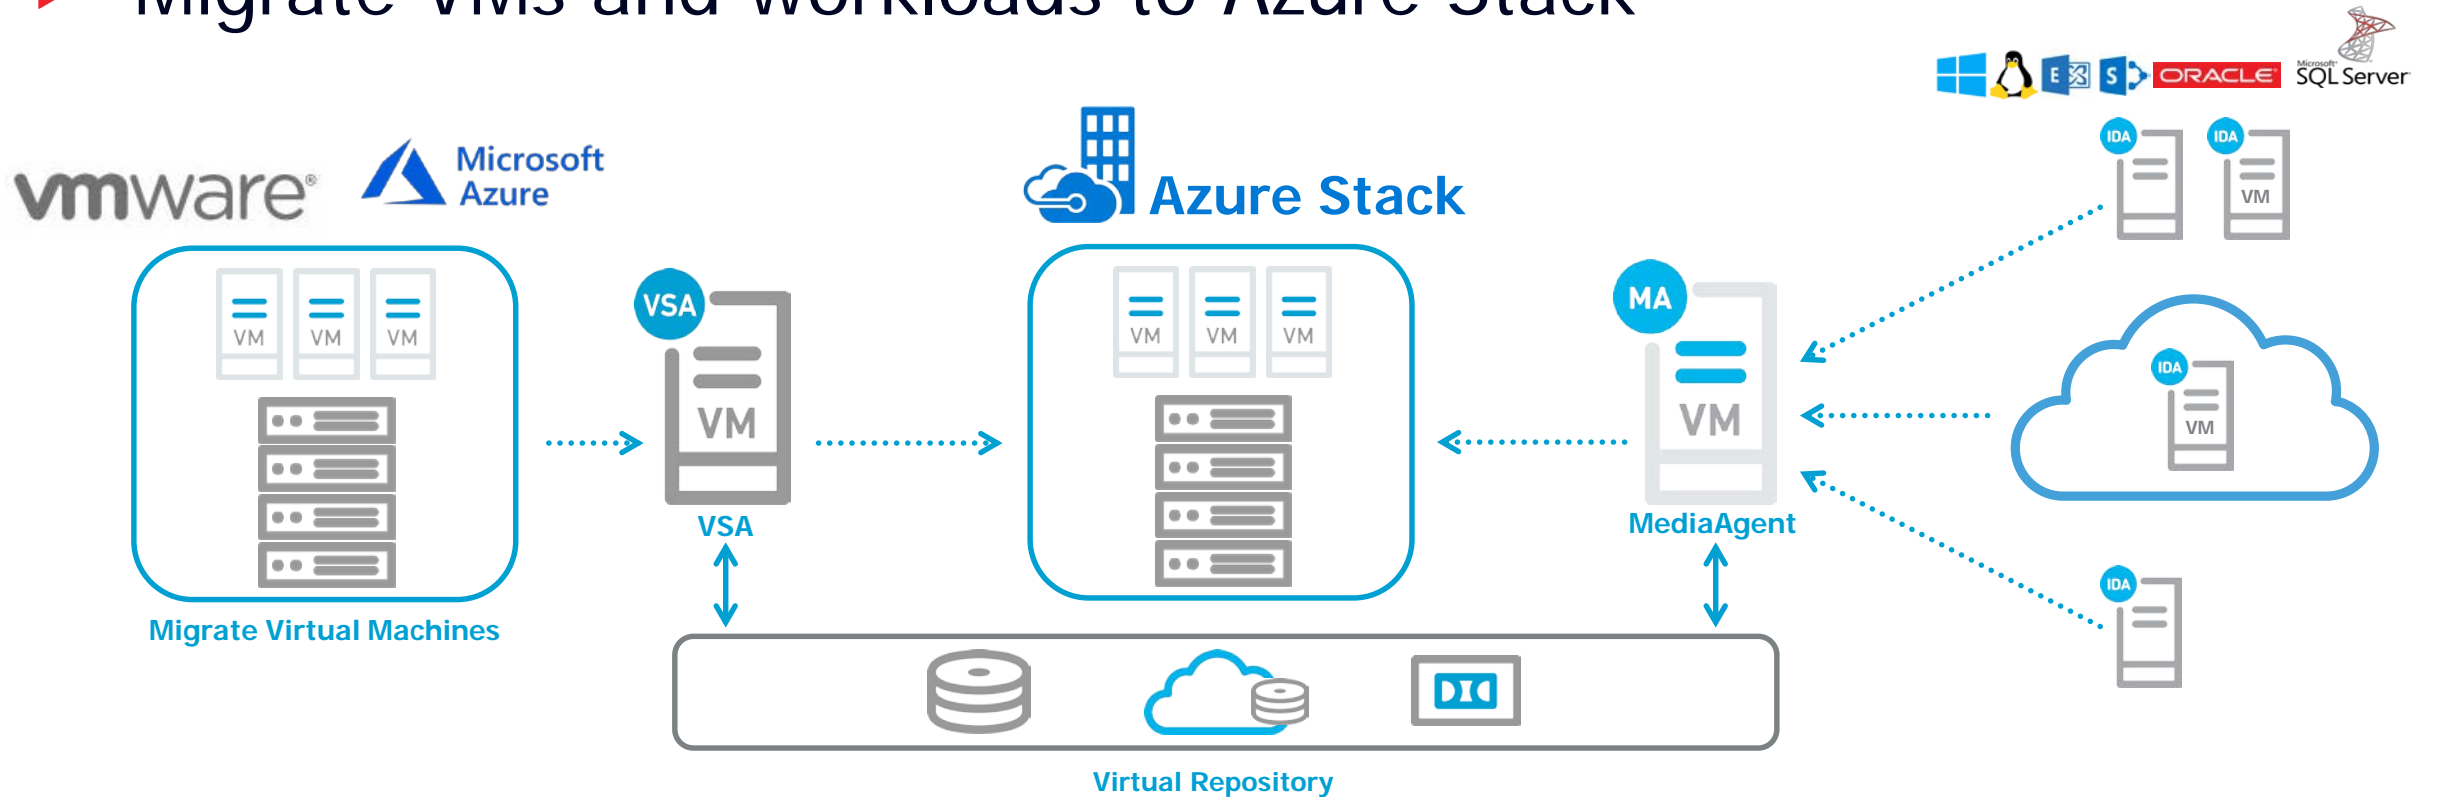 Migrate VMs and workloads to Azure Stack
Microsoft
SQL Server
E S ORACLE
vmware®
Microsoft
Azure
Azure Stack
IDA IDA
VM
VM VM VM
VSA
VM
VM VM VM
MA
VM
IDA
VM
VSA
MediaAgent
IDA
Migrate Virtual Machines
Virtual Repository